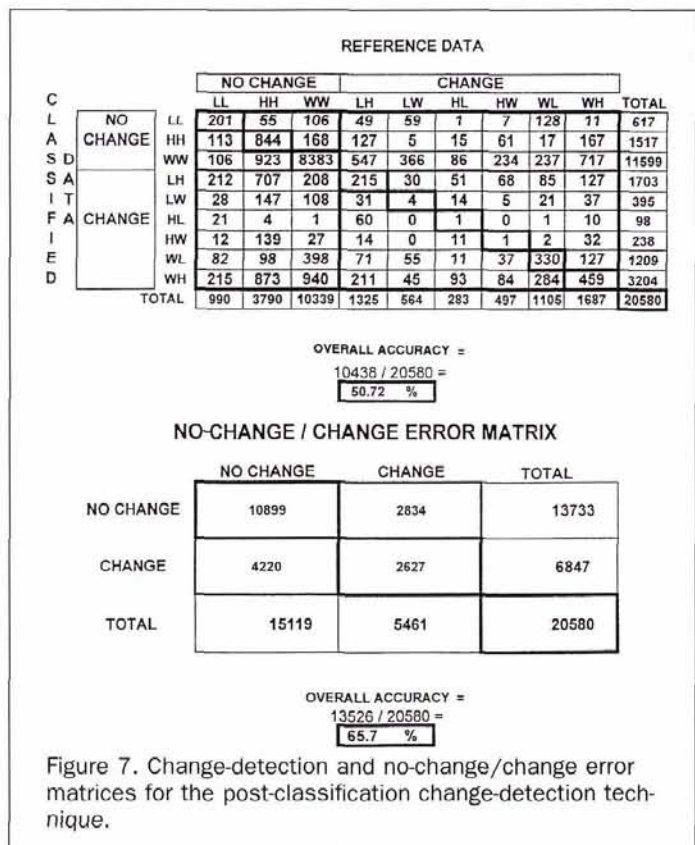 REFERENCE DATA
NO CHANGE CHANGE
LL HH WW LH LW HL HW WL WH TOTAL
CLASSIFIED DATA
NO CHANGE
LL 201 55 106 49 59 1 7 128 11 617
HH 113 844 168 127 5 15 61 17 167 1517
WW 106 923 8383 547 366 86 234 237 717 11599
CHANGE
LH 212 707 208 215 30 51 68 85 127 1703
LW 28 147 108 31 4 14 5 21 37 395
HL 21 4 1 60 0 1 0 1 10 98
HW 12 139 27 14 0 11 1 2 32 238
WL 82 98 398 71 55 11 37 330 127 1209
WH 215 873 940 211 45 93 84 284 459 3204
TOTAL 990 3790 10339 1325 564 283 497 1105 1687 20580
OVERALL ACCURACY =
10438 / 20580 =
50.72 %
NO-CHANGE / CHANGE ERROR MATRIX
NO CHANGE CHANGE TOTAL
NO CHANGE 10899 2834 13733
CHANGE 4220 2627 6847
TOTAL 15119 5461 20580
OVERALL ACCURACY =
13526 / 20580 =
65.7 %
Figure 7. Change-detection and no-change/change error
matrices for the post-classification change-detection tech-
nique.